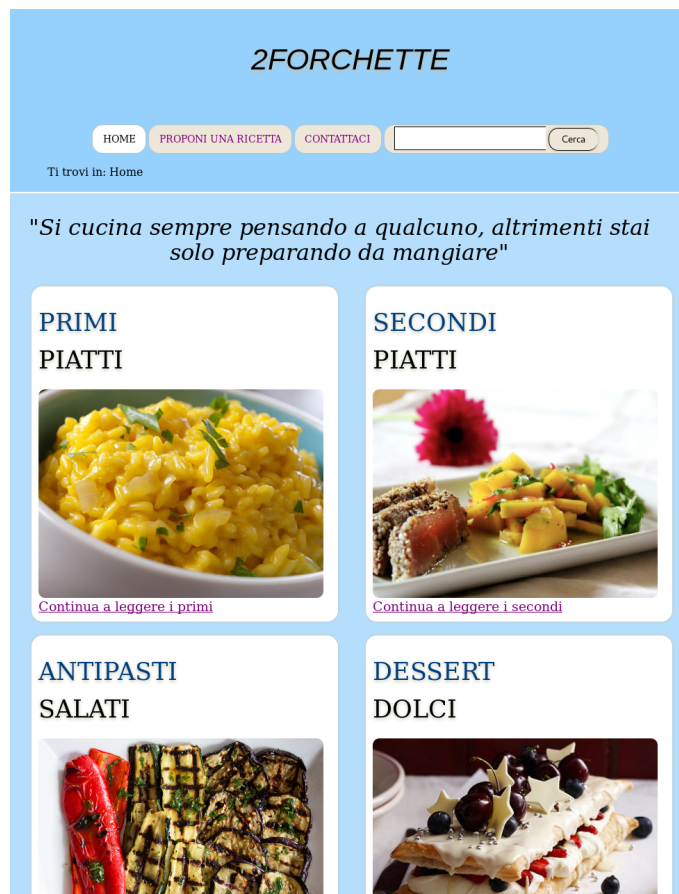 2FORCHETTE
HOME
PROPONI UNA RICETTA
CONTATTACI
Cerca
Ti trovi in: Home
"Si cucina sempre pensando a qualcuno, altrimenti stai
solo preparando da mangiare"
PRIMI
PIATTI
Continua a leggere i primi
SECONDI
PIATTI
Continua a leggere i secondi
ANTIPASTI
SALATI
DESSERT
DOLCI